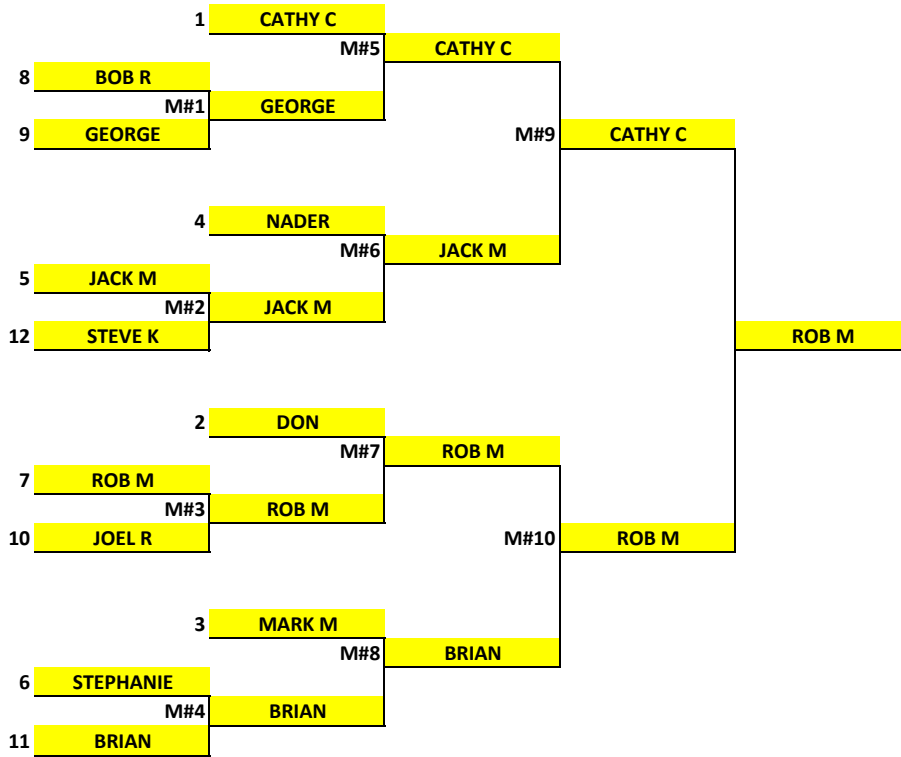 1 CATHY C
M#5 CATHY C
8 BOB R
M#1 GEORGE
9 GEORGE M#9 CATHY C
4 NADER
M#6 JACK M
5 JACK M
M#2 JACK M
12 STEVE K ROB M
2 DON
M#7 ROB M
7 ROB M
M#3 ROB M
10 JOEL R M#10 ROB M
3 MARK M
M#8 BRIAN
6 STEPHANIE
M#4 BRIAN
11 BRIAN